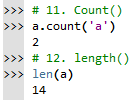 >>> # 11. Count()
>>> a.count('a')
2
>>> # 12. length()
>>> len(a)
14